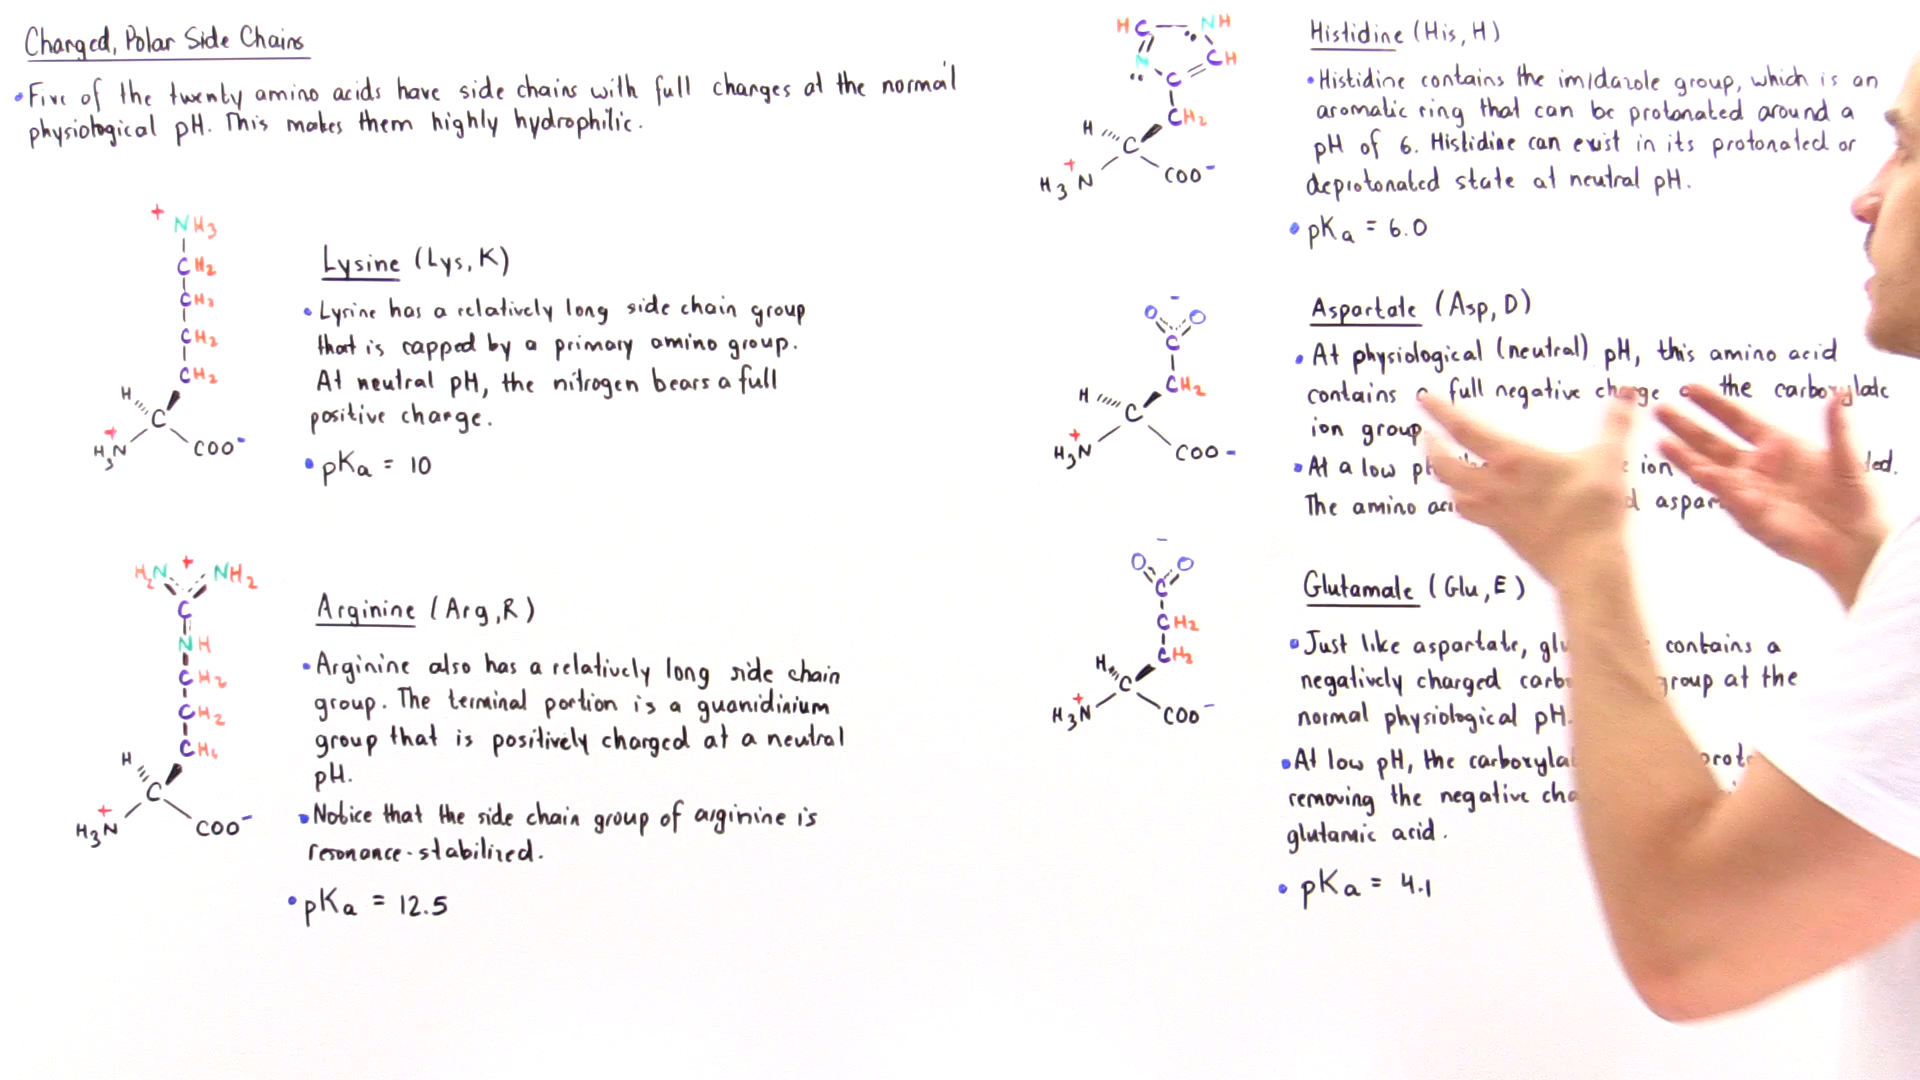 Charged, Polar Side Chains
• Five of the twenty amino acids have side chains with full charges at the normal
physiological pH. This makes them highly hydrophilic.
+
NH3
CH2
CH2
CH2
CH2
H
C
+
H3N
COO-
Lysine (Lys, K)
• Lysine has a relatively long side chain group
that is capped by a primary amino group.
At neutral pH, the nitrogen bears a full
positive charge.
• pKa = 10
H2N + NH2
C
NH
CH2
CH2
CH2
H
C
+
H3N
COO-
Arginine (Arg, R)
• Arginine also has a relatively long side chain
group. The terminal portion is a guanidinium
group that is positively charged at a neutral
pH.
• Notice that the side chain group of arginine is
resonance-stabilized.
• pKa = 12.5
HC NH
N CH
C
CH2
H
C
+
H3N
COO-
Histidine (His, H)
• Histidine contains the imidazole group, which is an
aromatic ring that can be protonated around a
pH of 6. Histidine can exist in its protonated or
deprotonated state at neutral pH.
• pKa = 6.0
-
O O
C
CH2
H
C
+
H3N
COO-
Aspartate (Asp, D)
• At physiological (neutral) pH, this amino acid
contains full negative charge the carboxylate
ion group
• At a low ion
The amino
-
O O
C
CH2
CH2
H
C
+
H3N
COO-
Glutamate (Glu, E)
• Just like aspartate, contains a
negatively charged group at the
normal physiological pH.
• At low pH, the
removing the negative
glutamic acid.
• pKa = 4.1